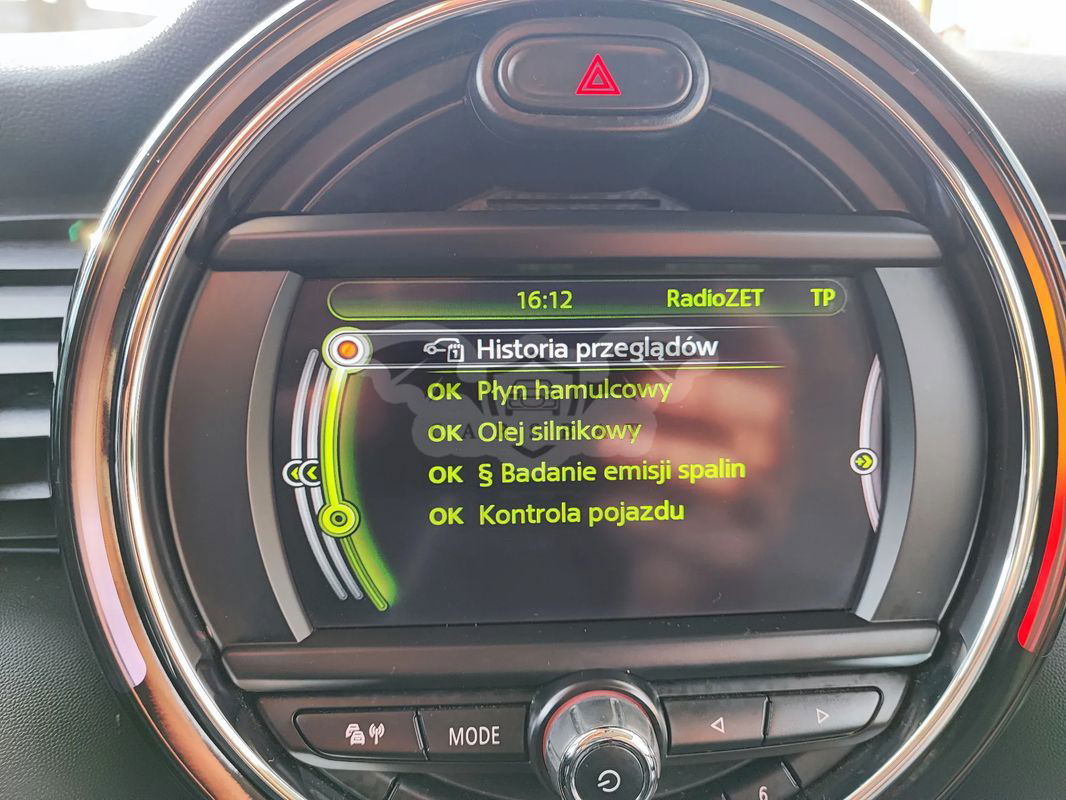 16:12 RadioZET TP
Historia przeglądów
OK Płyn hamulcowy
OK Olej silnikowy
OK § Badanie emisji spalin
OK Kontrola pojazdu
MODE
6